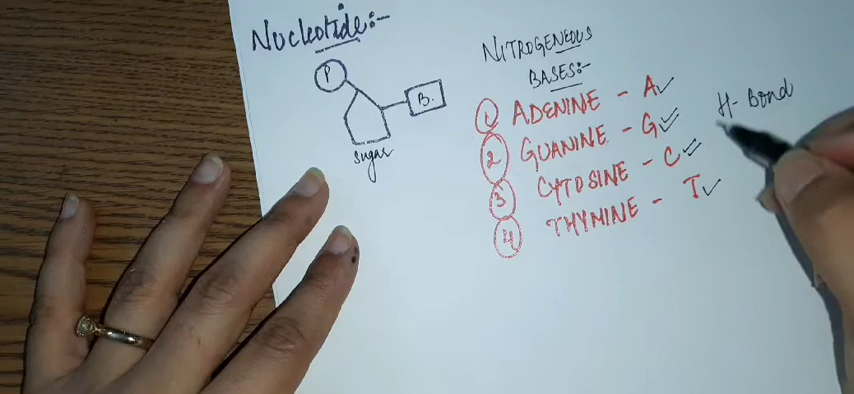 Nucleotide:-
P
B.
sugar
NITROGENEOUS
BASES:-
1 ADENINE - A ✓
2 GUANINE - G ✓
3 CYTOSINE - C ✓
4 THYMINE - T ✓
H-Bond